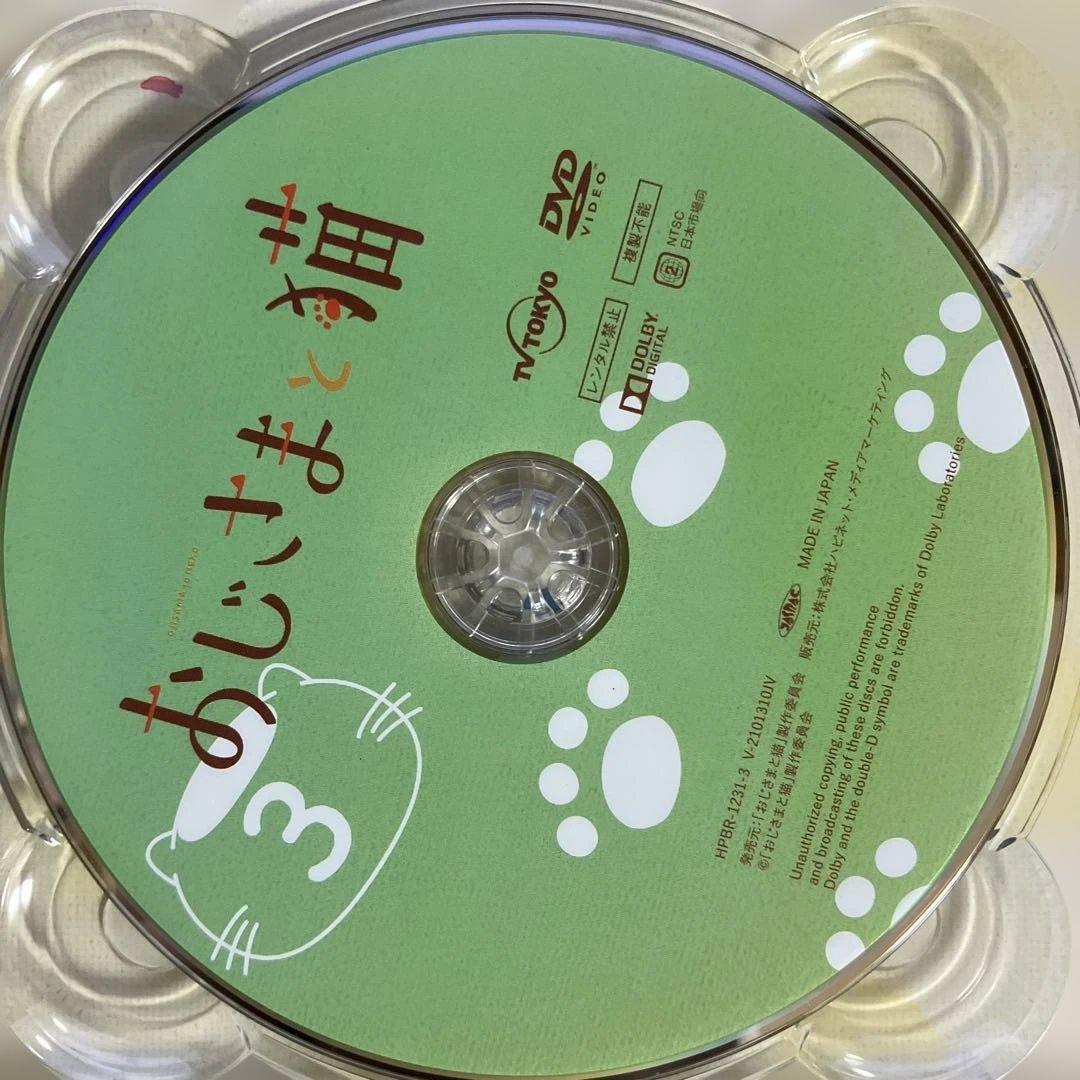 おじさまと猫
OJISAMA TO NEKO
3
DVD
VIDEO™
TV TOKYO
複製不能
レンタル禁止
2
NTSC
日本市場向
DOLBY
DIGITAL
HPBR-1231-3 V-2101310JV
発売元：「おじさまと猫」製作委員会 販売元：株式会社ハピネット・メディアマーケティング
©「おじさまと猫」製作委員会
JASRAC
MADE IN JAPAN
Unauthorized copying, public performance
and broadcasting of these discs are forbidden.
Dolby and the double-D symbol are trademarks of Dolby Laboratories.